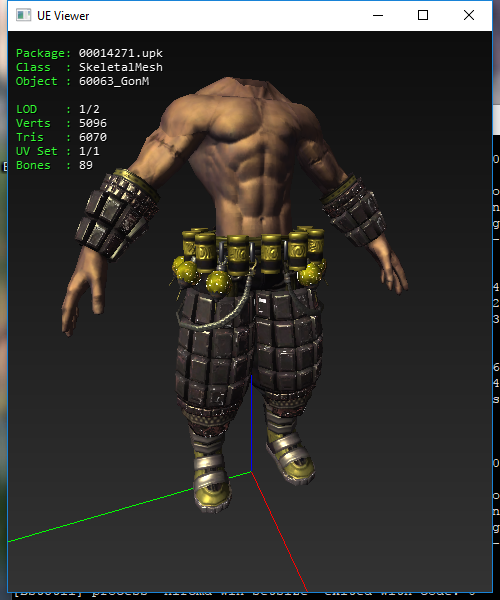 UE Viewer
Package: 00014271.upk
Class : SkeletalMesh
Object : 60063_GonM
LOD : 1/2
Verts : 5096
Tris : 6070
UV Set : 1/1
Bones : 89